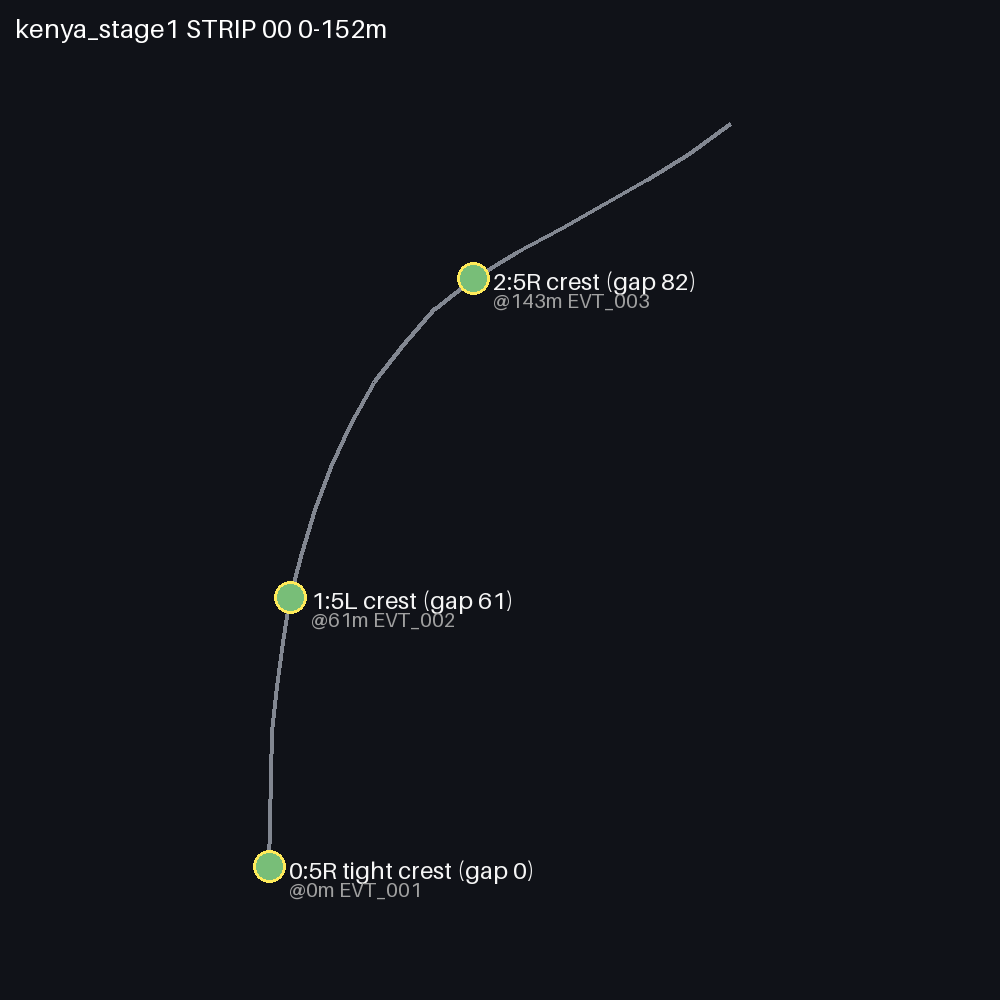 kenya_stage1 STRIP 00 0-152m
2:5R crest (gap 82)
@143m EVT_003
1:5L crest (gap 61)
@61m EVT_002
0:5R tight crest (gap 0)
@0m EVT_001